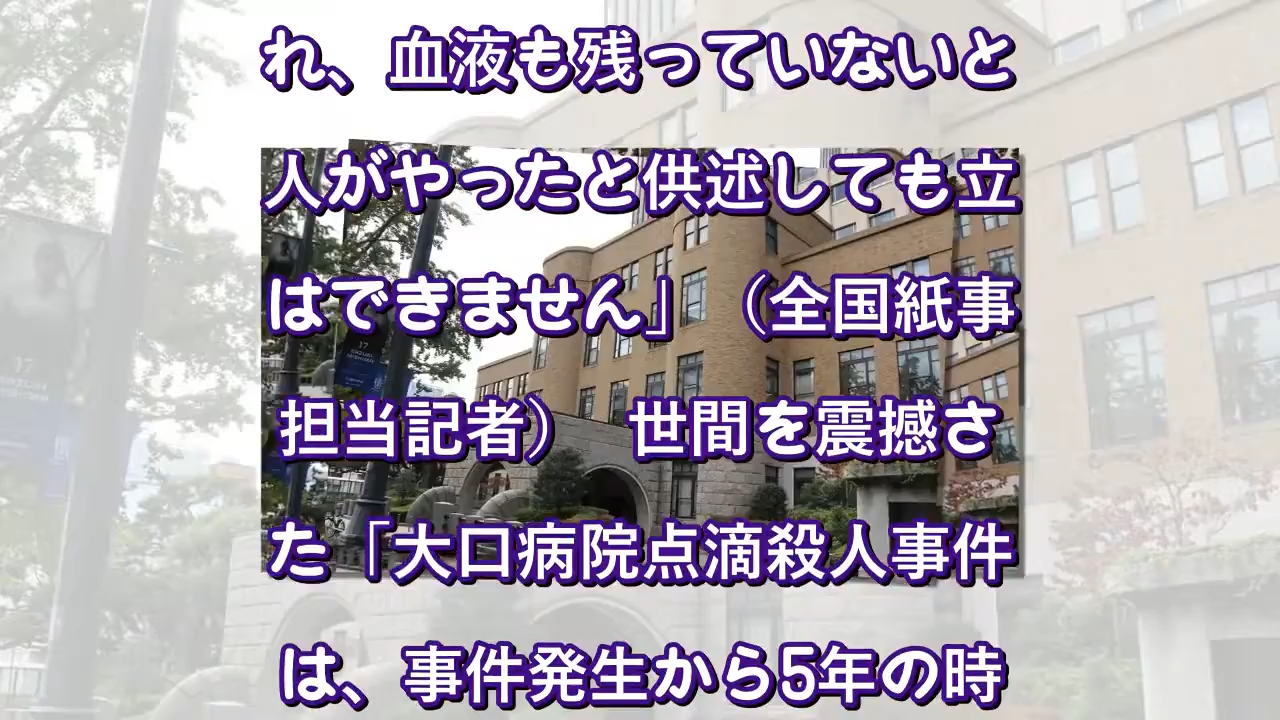 れ、血液も残っていないと
人がやったと供述しても立
はできません」（全国紙事
担当記者）　世間を震撼さ
た「大口病院点滴殺人事件
は、事件発生から5年の時
17